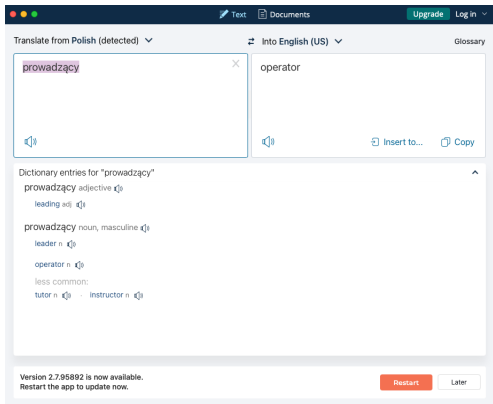 Text Documents Upgrade Log in
Translate from Polish (detected) Into English (US) Glossary
prowadzący X operator
Insert to... Copy
Dictionary entries for "prowadzący"
prowadzący adjective
leading adj
prowadzący noun, masculine
leader n
operator n
less common:
tutor n · instructor n
Version 2.7.95892 is now available.
Restart the app to update now.
Restart Later